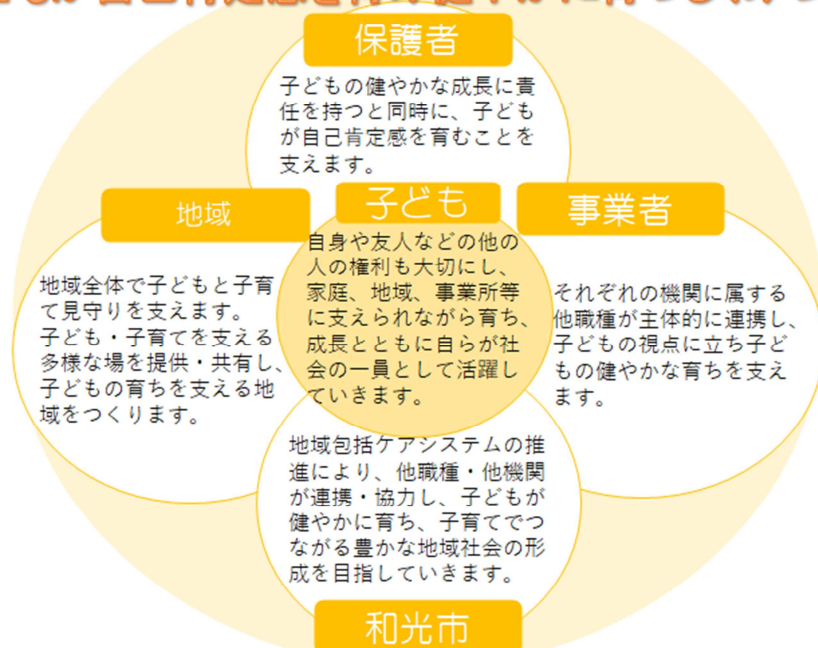 保護者
子どもの健やかな成長に責
任を持つと同時に、子ども
が自己肯定感を育むことを
支えます。
地域
地域全体で子どもと子育
て見守りを支えます。
子ども・子育てを支える
多様な場を提供・共有し、
子どもの育ちを支える地
域をつくります。
子ども
自身や友人などの他の
人の権利も大切にし、
家庭、地域、事業所等
に支えられながら育ち、
成長とともに自らが社
会の一員として活躍し
ていきます。
事業者
それぞれの機関に属する
他職種が主体的に連携し、
子どもの視点に立ち子ど
もの健やかな育ちを支え
ます。
地域包括ケアシステムの推
進により、他職種・他機関
が連携・協力し、子どもが
健やかに育ち、子育てでつ
ながる豊かな地域社会の形
成を目指していきます。
和光市